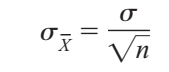 σ_X̄ = σ / √n